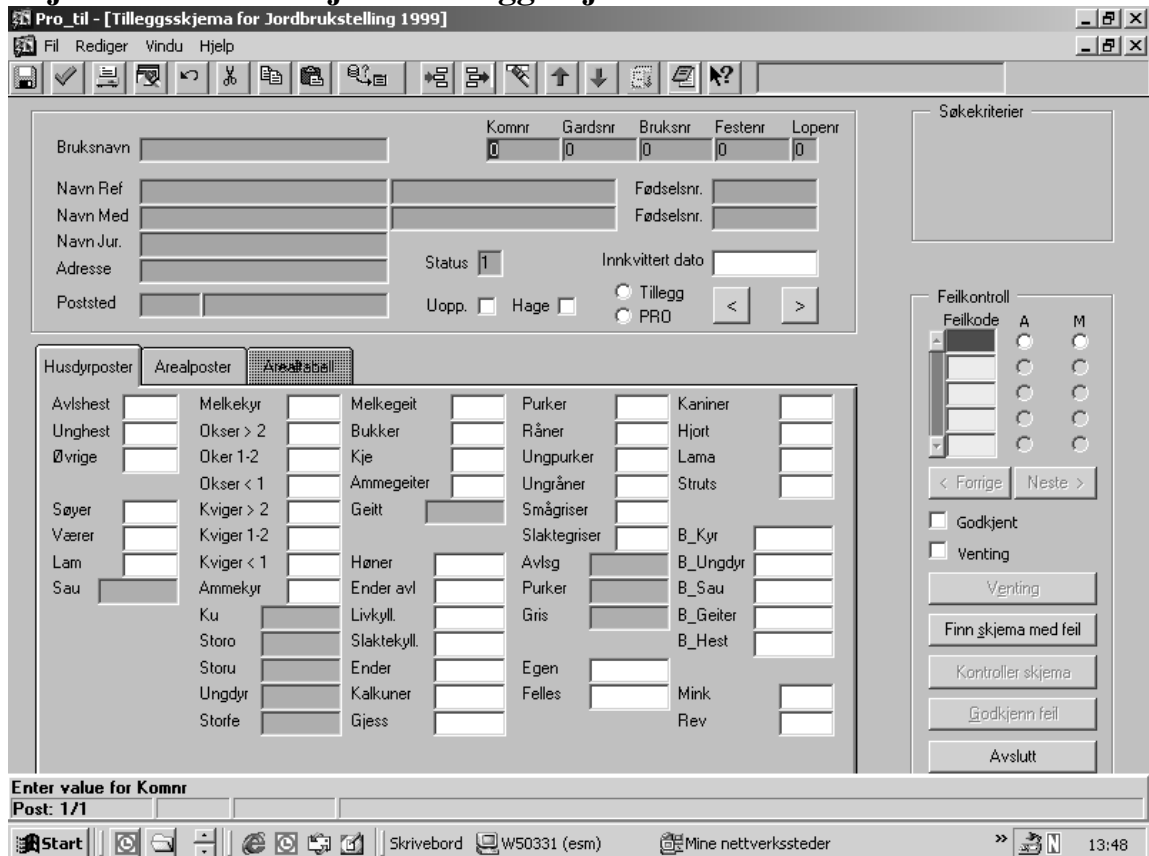 Pro_til - [Tilleggsskjema for Jordbrukstelling 1999]
Fil Rediger Vindu Hjelp
Komnr Gardsnr Bruksnr Festenr Lopenr
Bruksnavn 0 0 0 0 0
Navn Ref Fødselsnr.
Navn Med Fødselsnr.
Navn Jur.
Adresse Status 1 Innkvittert dato
Poststed Uopp. Hage Tillegg < >
PRO
Søkekriterier
Husdyrposter Arealposter Arealtabell
Avlshest Melkekyr Melkegeit Purker Kaniner
Unghest Okser > 2 Bukker Råner Hjort
Øvrige Oker 1-2 Kje Ungpurker Lama
Okser < 1 Ammegeiter Ungråner Struts
Søyer Kviger > 2 Geitt Smågriser
Værer Kviger 1-2 Slaktegriser B_Kyr
Lam Kviger < 1 Høner Avlsg B_Ungdyr
Sau Ammekyr Ender avl Purker B_Sau
Ku Livkyll. Gris B_Geiter
Storo Slaktekyll. B_Hest
Storu Ender Egen
Ungdyr Kalkuner Felles Mink
Storfe Gjess Rev
Feilkontroll
Feilkode A M
< Forrige Neste >
Godkjent
Venting
Venting
Finn skjema med feil
Kontroller skjema
Godkjenn feil
Avslutt
Enter value for Komnr
Post: 1/1
Start Skrivebord W50331 (esm) Mine nettverkssteder » 13:48